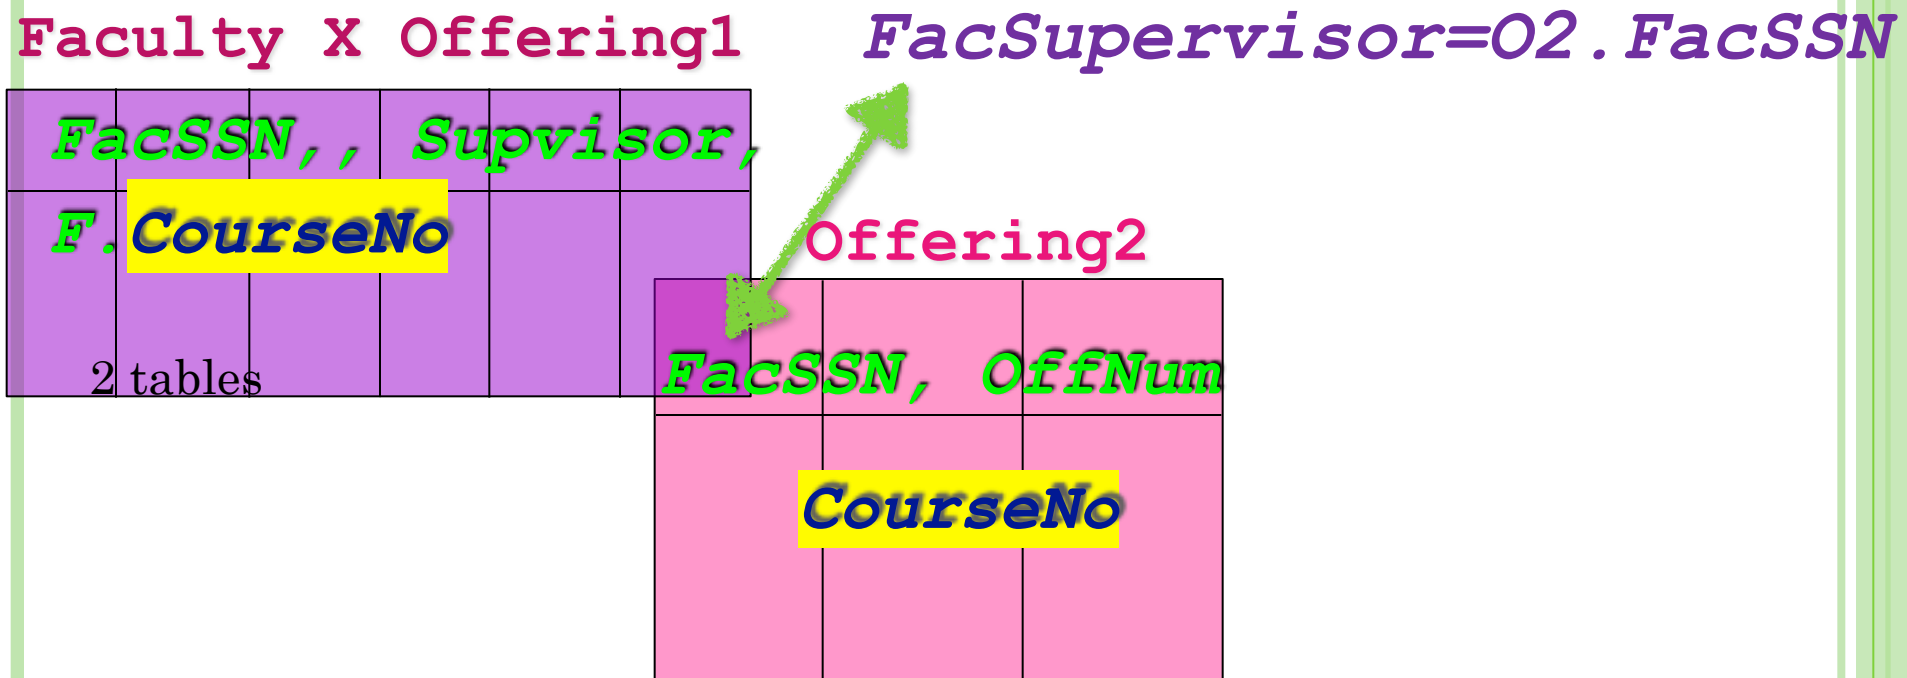 Faculty X Offering1
FacSupervisor=O2.FacSSN
FacSSN,, Supvisor,
F.CourseNo
2 tables
Offering2
FacSSN, OffNum
CourseNo